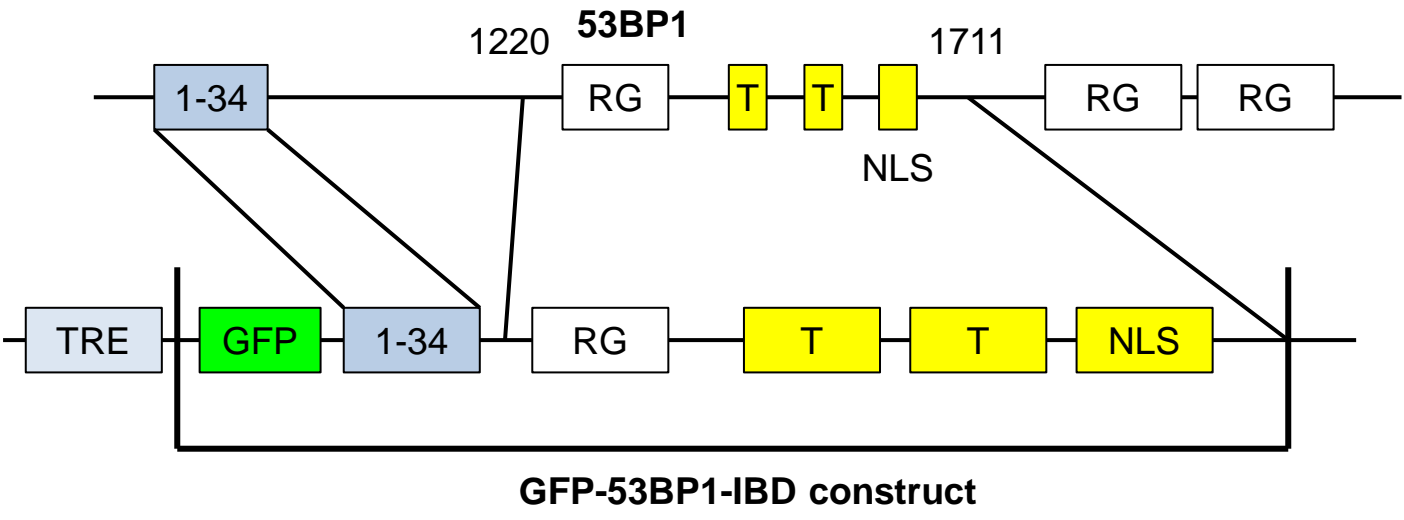 53BP1
1220 1711
1-34 RG T T RG RG
NLS
TRE GFP 1-34 RG T T NLS
GFP-53BP1-IBD construct